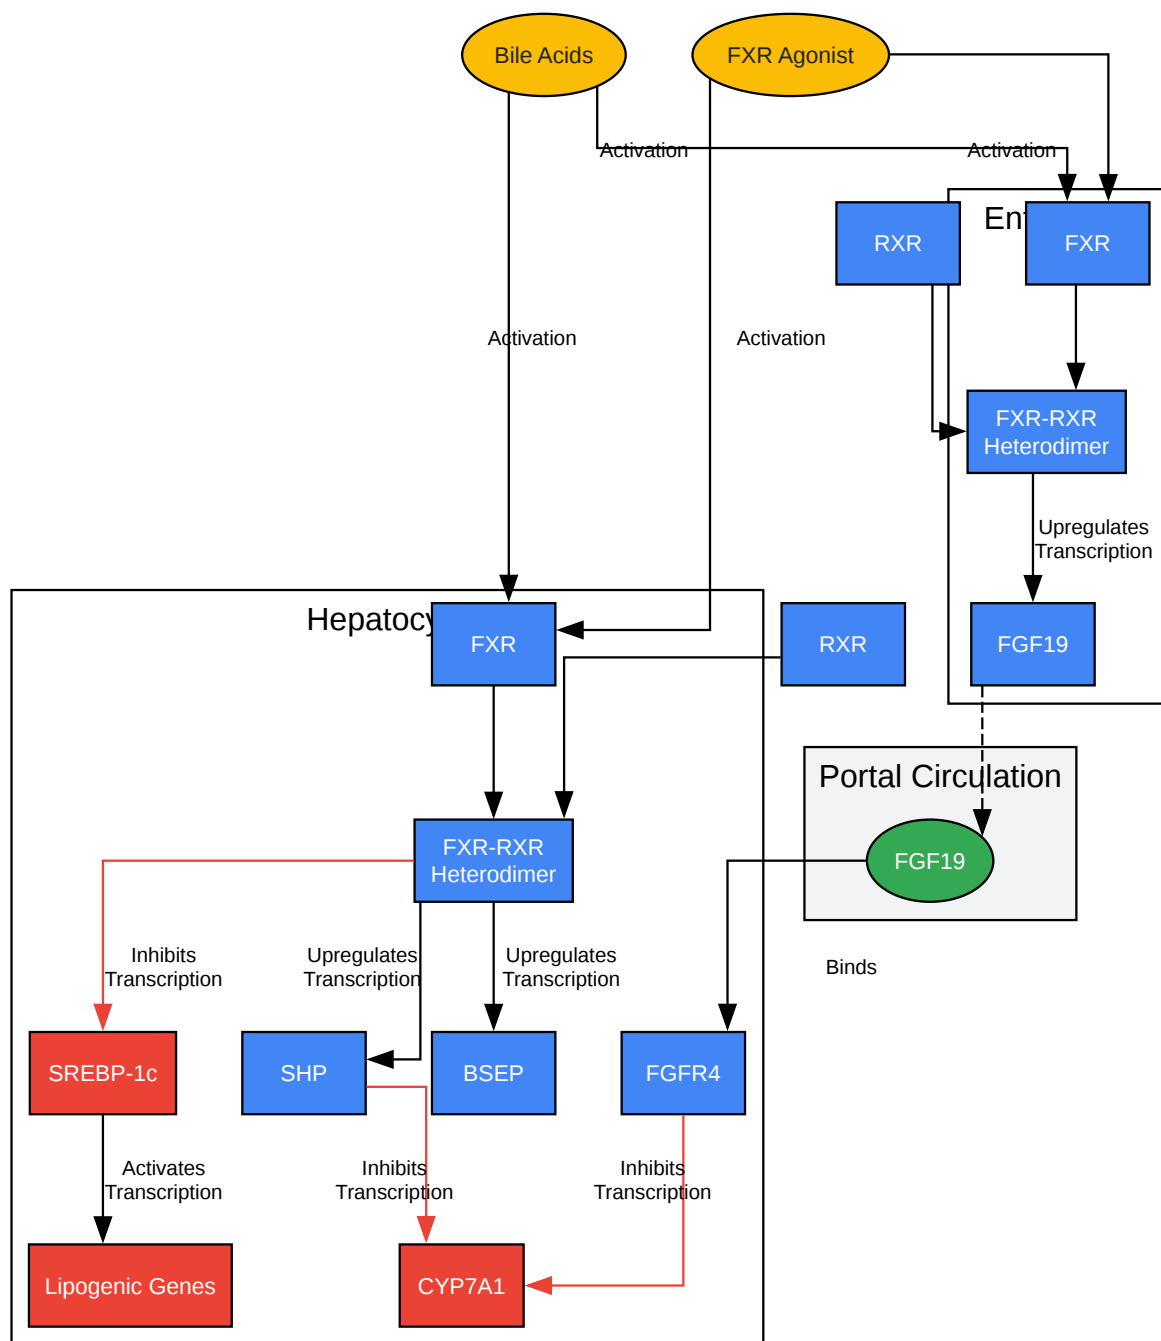 Bile Acids
FXR Agonist
Activation
Activation
RXR
Ent
FXR
Activation
Activation
FXR-RXR
Heterodimer
Upregulates
Transcription
Hepatocy
FXR
RXR
FGF19
Portal Circulation
FXR-RXR
Heterodimer
FGF19
Inhibits
Transcription
Upregulates
Transcription
Upregulates
Transcription
Binds
SREBP-1c
SHP
BSEP
FGFR4
Activates
Transcription
Inhibits
Transcription
Inhibits
Transcription
Lipogenic Genes
CYP7A1